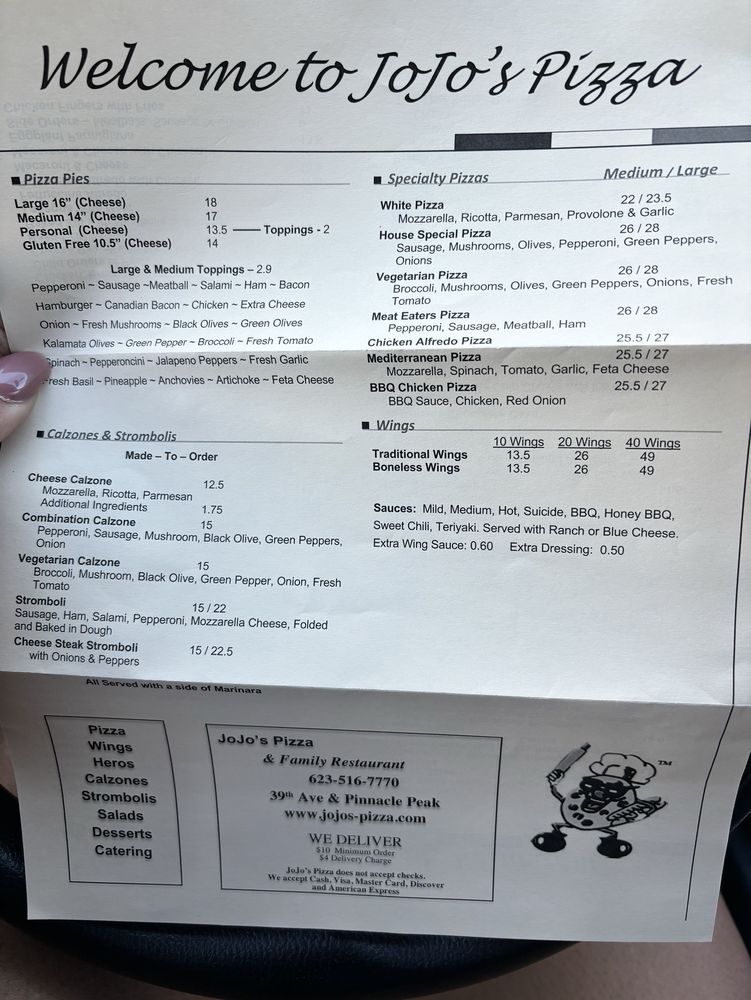 Welcome to JoJo's Pizza
Chicken Fingers with Fries
Eggplant Parmigiana
■ Pizza Pies
Large 16" (Cheese) 18
Medium 14" (Cheese) 17
Personal (Cheese) 13.5 —— Toppings - 2
Gluten Free 10.5" (Cheese) 14
Large & Medium Toppings – 2.9
Pepperoni ~ Sausage ~Meatball ~ Salami ~ Ham ~ Bacon
Hamburger ~ Canadian Bacon ~ Chicken ~ Extra Cheese
Onion ~ Fresh Mushrooms ~ Black Olives ~ Green Olives
Kalamata Olives ~ Green Pepper ~ Broccoli ~ Fresh Tomato
Spinach ~ Pepperoncini ~ Jalapeno Peppers ~ Fresh Garlic
Fresh Basil ~ Pineapple ~ Anchovies ~ Artichoke ~ Feta Cheese
■ Calzones & Strombolis
Made – To – Order
Cheese Calzone 12.5
Mozzarella, Ricotta, Parmesan
Additional Ingredients 1.75
Combination Calzone 15
Pepperoni, Sausage, Mushroom, Black Olive, Green Peppers,
Onion
Vegetarian Calzone 15
Broccoli, Mushroom, Black Olive, Green Pepper, Onion, Fresh
Tomato
Stromboli 15 / 22
Sausage, Ham, Salami, Pepperoni, Mozzarella Cheese, Folded
and Baked in Dough
Cheese Steak Stromboli 15 / 22.5
with Onions & Peppers
All Served with a side of Marinara
■ Specialty Pizzas Medium / Large
White Pizza 22 / 23.5
Mozzarella, Ricotta, Parmesan, Provolone & Garlic
House Special Pizza 26 / 28
Sausage, Mushrooms, Olives, Pepperoni, Green Peppers,
Onions
Vegetarian Pizza 26 / 28
Broccoli, Mushrooms, Olives, Green Peppers, Onions, Fresh
Tomato
Meat Eaters Pizza 26 / 28
Pepperoni, Sausage, Meatball, Ham
Chicken Alfredo Pizza 25.5 / 27
Mediterranean Pizza 25.5 / 27
Mozzarella, Spinach, Tomato, Garlic, Feta Cheese
BBQ Chicken Pizza 25.5 / 27
BBQ Sauce, Chicken, Red Onion
■ Wings
10 Wings 20 Wings 40 Wings
Traditional Wings 13.5 26 49
Boneless Wings 13.5 26 49
Sauces: Mild, Medium, Hot, Suicide, BBQ, Honey BBQ,
Sweet Chili, Teriyaki. Served with Ranch or Blue Cheese.
Extra Wing Sauce: 0.60 Extra Dressing: 0.50
Pizza
Wings
Heros
Calzones
Strombolis
Salads
Desserts
Catering
JoJo's Pizza
& Family Restaurant
623-516-7770
39th Ave & Pinnacle Peak
www.jojos-pizza.com
WE DELIVER
$10 Minimum Order
$4 Delivery Charge
JoJo's Pizza does not accept checks.
We accept Cash, Visa, Master Card, Discover
and American Express
TM